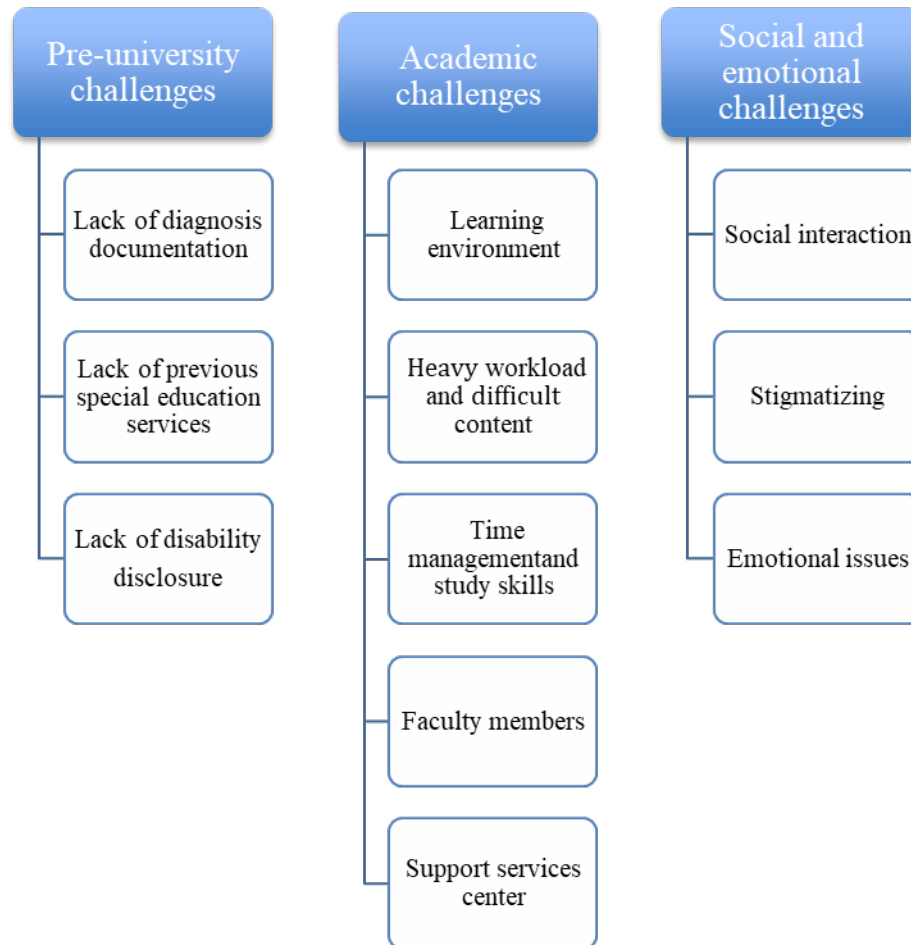 Pre-university
challenges
Lack of diagnosis
documentation
Lack of previous
special education
services
Lack of disability
disclosure
Academic
challenges
Learning
environment
Heavy workload
and difficult
content
Time
managementand
study skills
Faculty members
Support services
center
Social and
emotional
challenges
Social interaction
Stigmatizing
Emotional issues